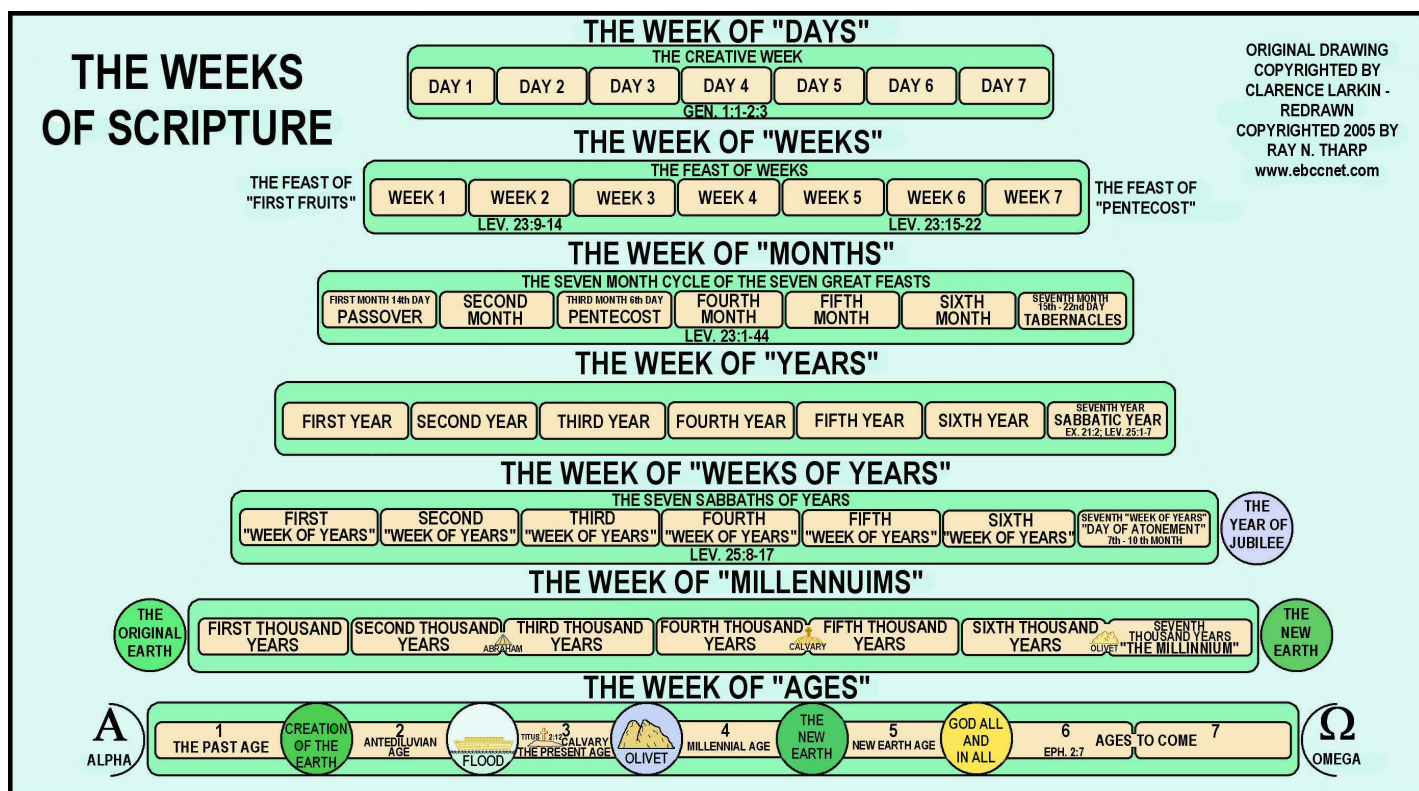 THE WEEKS
OF SCRIPTURE
ORIGINAL DRAWING
COPYRIGHTED BY
CLARENCE LARKIN -
REDRAWN
COPYRIGHTED 2005 BY
RAY N. THARP
www.ebccnet.com
THE WEEK OF "DAYS"
THE CREATIVE WEEK
DAY 1 DAY 2 DAY 3 DAY 4 DAY 5 DAY 6 DAY 7
GEN. 1:1-2:3
THE WEEK OF "WEEKS"
THE FEAST OF
"FIRST FRUITS"
THE FEAST OF WEEKS
WEEK 1 WEEK 2 WEEK 3 WEEK 4 WEEK 5 WEEK 6 WEEK 7
LEV. 23:9-14 LEV. 23:15-22
THE FEAST OF
"PENTECOST"
THE WEEK OF "MONTHS"
THE SEVEN MONTH CYCLE OF THE SEVEN GREAT FEASTS
FIRST MONTH 14th DAY
PASSOVER
SECOND
MONTH
THIRD MONTH 6th DAY
PENTECOST
FOURTH
MONTH
FIFTH
MONTH
SIXTH
MONTH
SEVENTH MONTH
15th - 22nd DAY
TABERNACLES
LEV. 23:1-44
THE WEEK OF "YEARS"
FIRST YEAR SECOND YEAR THIRD YEAR FOURTH YEAR FIFTH YEAR SIXTH YEAR
SEVENTH YEAR
SABBATIC YEAR
EX. 21:2; LEV. 25:1-7
THE WEEK OF "WEEKS OF YEARS"
THE SEVEN SABBATHS OF YEARS
FIRST
"WEEK OF YEARS"
SECOND
"WEEK OF YEARS"
THIRD
"WEEK OF YEARS"
FOURTH
"WEEK OF YEARS"
FIFTH
"WEEK OF YEARS"
SIXTH
"WEEK OF YEARS"
SEVENTH "WEEK OF YEARS"
"DAY OF ATONEMENT"
7th - 10 th MONTH
LEV. 25:8-17
THE
YEAR OF
JUBILEE
THE WEEK OF "MILLENNUIMS"
THE
ORIGINAL
EARTH
FIRST THOUSAND
YEARS
SECOND THOUSAND
YEARS
ABRAHAM
THIRD THOUSAND
YEARS
FOURTH THOUSAND
YEARS
CALVARY
FIFTH THOUSAND
YEARS
SIXTH THOUSAND
YEARS
OLIVET
SEVENTH
THOUSAND YEARS
"THE MILLINNIUM"
THE
NEW
EARTH
THE WEEK OF "AGES"
Α
ALPHA
1
THE PAST AGE
CREATION
OF THE
EARTH
2
ANTEDILUVIAN
AGE
FLOOD
TITUS 2:12
3
CALVARY
THE PRESENT AGE
OLIVET
4
MILLENNIAL AGE
THE
NEW
EARTH
5
NEW EARTH AGE
GOD ALL
AND
IN ALL
6 7
AGES TO COME
EPH. 2:7
Ω
OMEGA